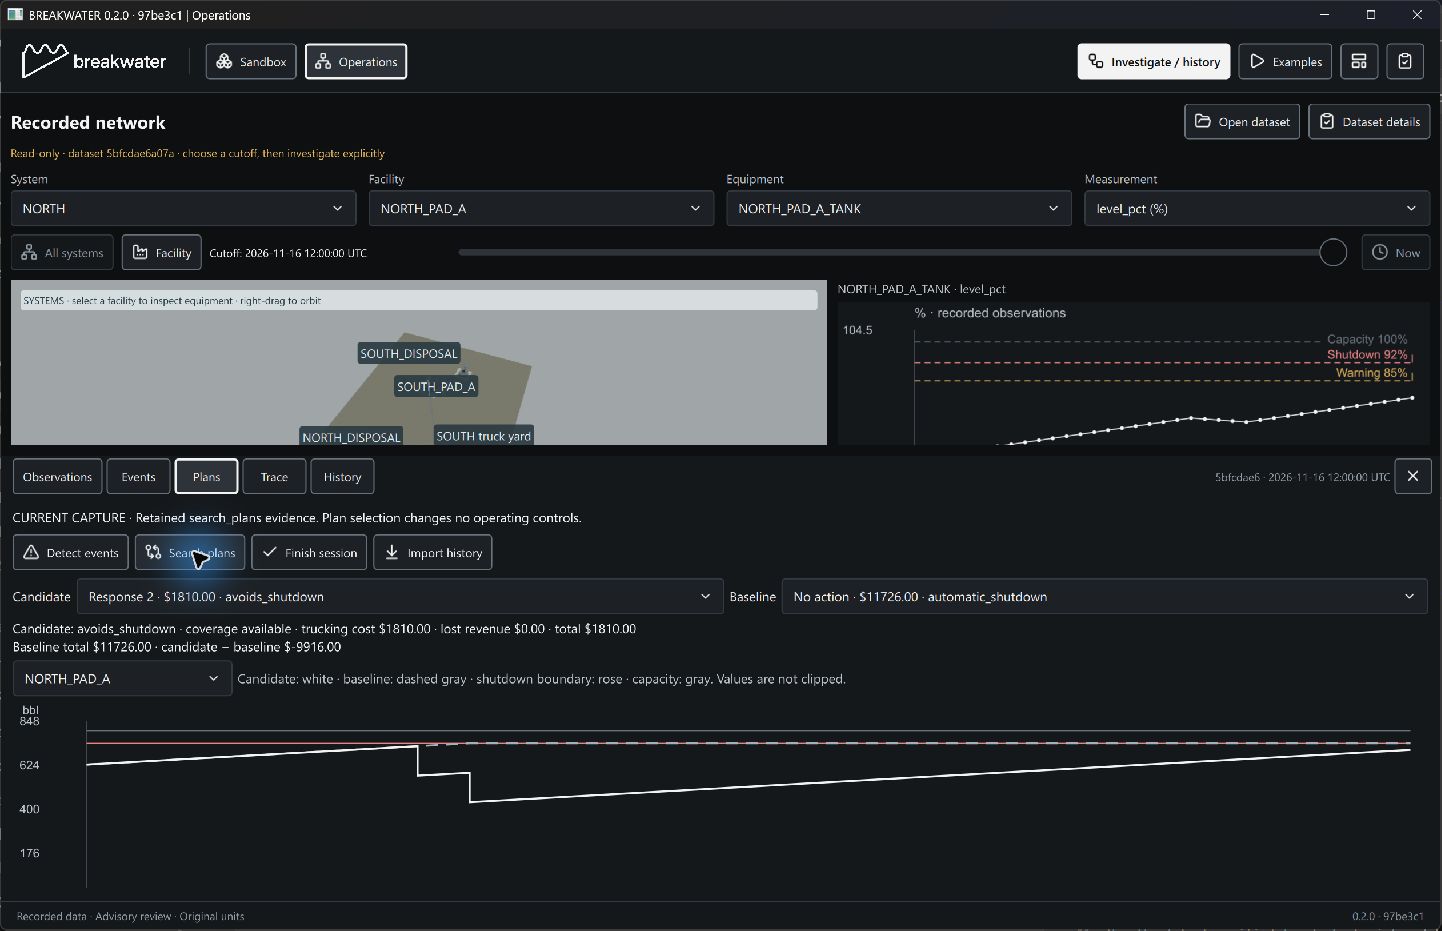 BREAKWATER 0.2.0 · 97be3c1 | Operations
breakwater
Sandbox
Operations
Investigate / history
Examples
Recorded network
Open dataset
Dataset details
Read-only · dataset 5bfcdae6a07a · choose a cutoff, then investigate explicitly
System
Facility
Equipment
Measurement
NORTH
NORTH_PAD_A
NORTH_PAD_A_TANK
level_pct (%)
All systems
Facility
Cutoff: 2026-11-16 12:00:00 UTC
Now
SYSTEMS · select a facility to inspect equipment · right-drag to orbit
SOUTH_DISPOSAL
SOUTH_PAD_A
NORTH_DISPOSAL
SOUTH truck yard
NORTH_PAD_A_TANK · level_pct
% · recorded observations
104.5
Capacity 100%
Shutdown 92%
Warning 85%
Observations
Events
Plans
Trace
History
5bfcdae6 · 2026-11-16 12:00:00 UTC
CURRENT CAPTURE · Retained search_plans evidence. Plan selection changes no operating controls.
Detect events
Search plans
Finish session
Import history
Candidate
Response 2 · $1810.00 · avoids_shutdown
Baseline
No action · $11726.00 · automatic_shutdown
Candidate: avoids_shutdown · coverage available · trucking cost $1810.00 · lost revenue $0.00 · total $1810.00
Baseline total $11726.00 · candidate − baseline $-9916.00
NORTH_PAD_A
Candidate: white · baseline: dashed gray · shutdown boundary: rose · capacity: gray. Values are not clipped.
bbl
848
624
400
176
Recorded data · Advisory review · Original units
0.2.0 · 97be3c1